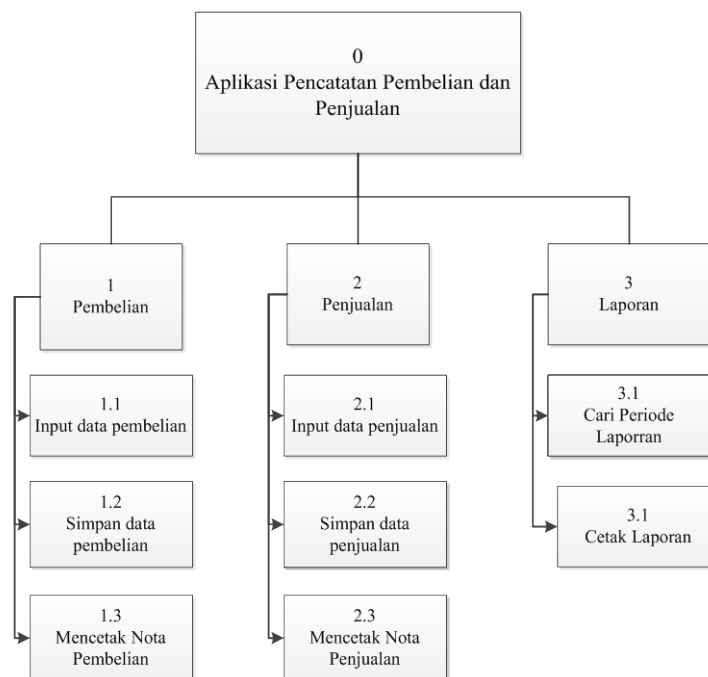 0
Aplikasi Pencatatan Pembelian dan
Penjualan
1
Pembelian
2
Penjualan
3
Laporan
1.1
Input data pembelian
2.1
Input data penjualan
3.1
Cari Periode
Laporran
1.2
Simpan data
pembelian
2.2
Simpan data
penjualan
3.1
Cetak Laporan
1.3
Mencetak Nota
Pembelian
2.3
Mencetak Nota
Penjualan